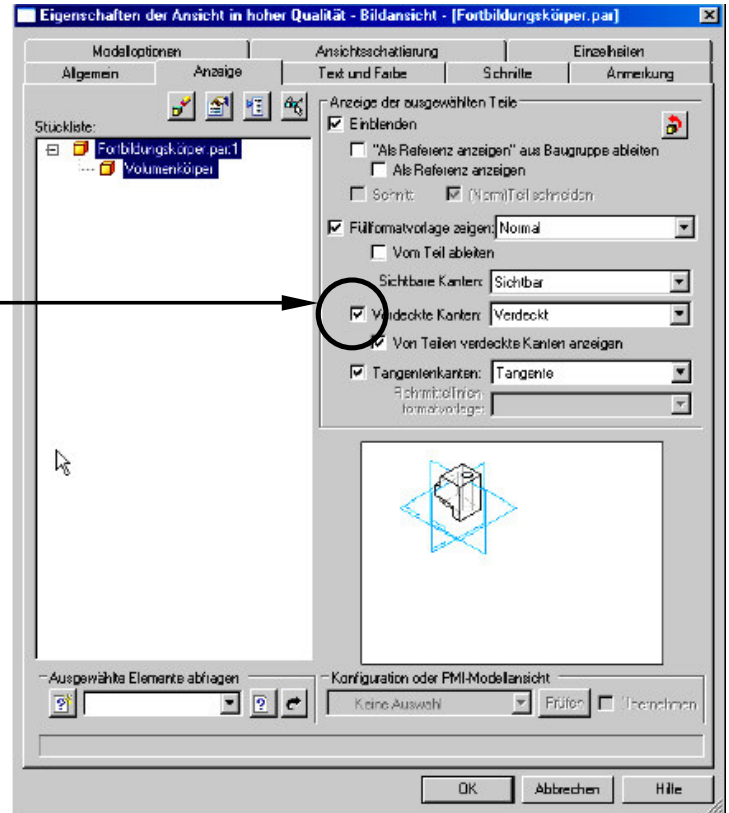 Eigenschaften der Ansicht in hoher Qualität - Bildansicht - [Fortbildungskörper.par]
Modelloptionen Ansichtsschattierung Einzelheiten
Allgemein Anzeige Text und Farbe Schnitte Anmerkung
Stückliste:
Fortbildungskörper.par:1
Volumenkörper
Anzeige der ausgewählten Teile
Einblenden
"Als Referenz anzeigen" aus Baugruppe ableiten
Als Referenz anzeigen
Schnitt (Norm)Teil schneiden
Füllformatvorlage zeigen: Normal
Vom Teil ableiten
Sichtbare Kanten: Sichtbar
Verdeckte Kanten: Verdeckt
Von Teilen verdeckte Kanten anzeigen
Tangentenkanten: Tangente
Rohrmittellinien-
formatvorlage:
Ausgewählte Elemente abfragen
Konfiguration oder PMI-Modellansicht
Keine Auswahl Prüfen Übernehmen
OK Abbrechen Hilfe